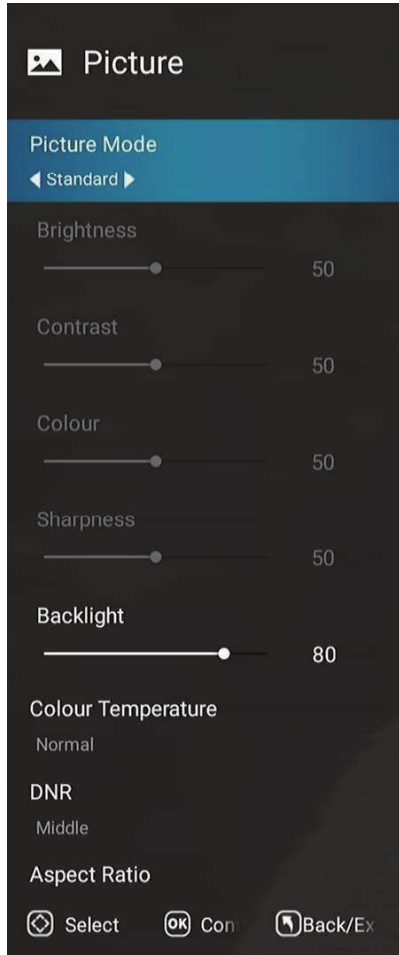 Picture
Picture Mode
Standard
Brightness
50
Contrast
50
Colour
50
Sharpness
50
Backlight
80
Colour Temperature
Normal
DNR
Middle
Aspect Ratio
Select OK Con Back/Ex